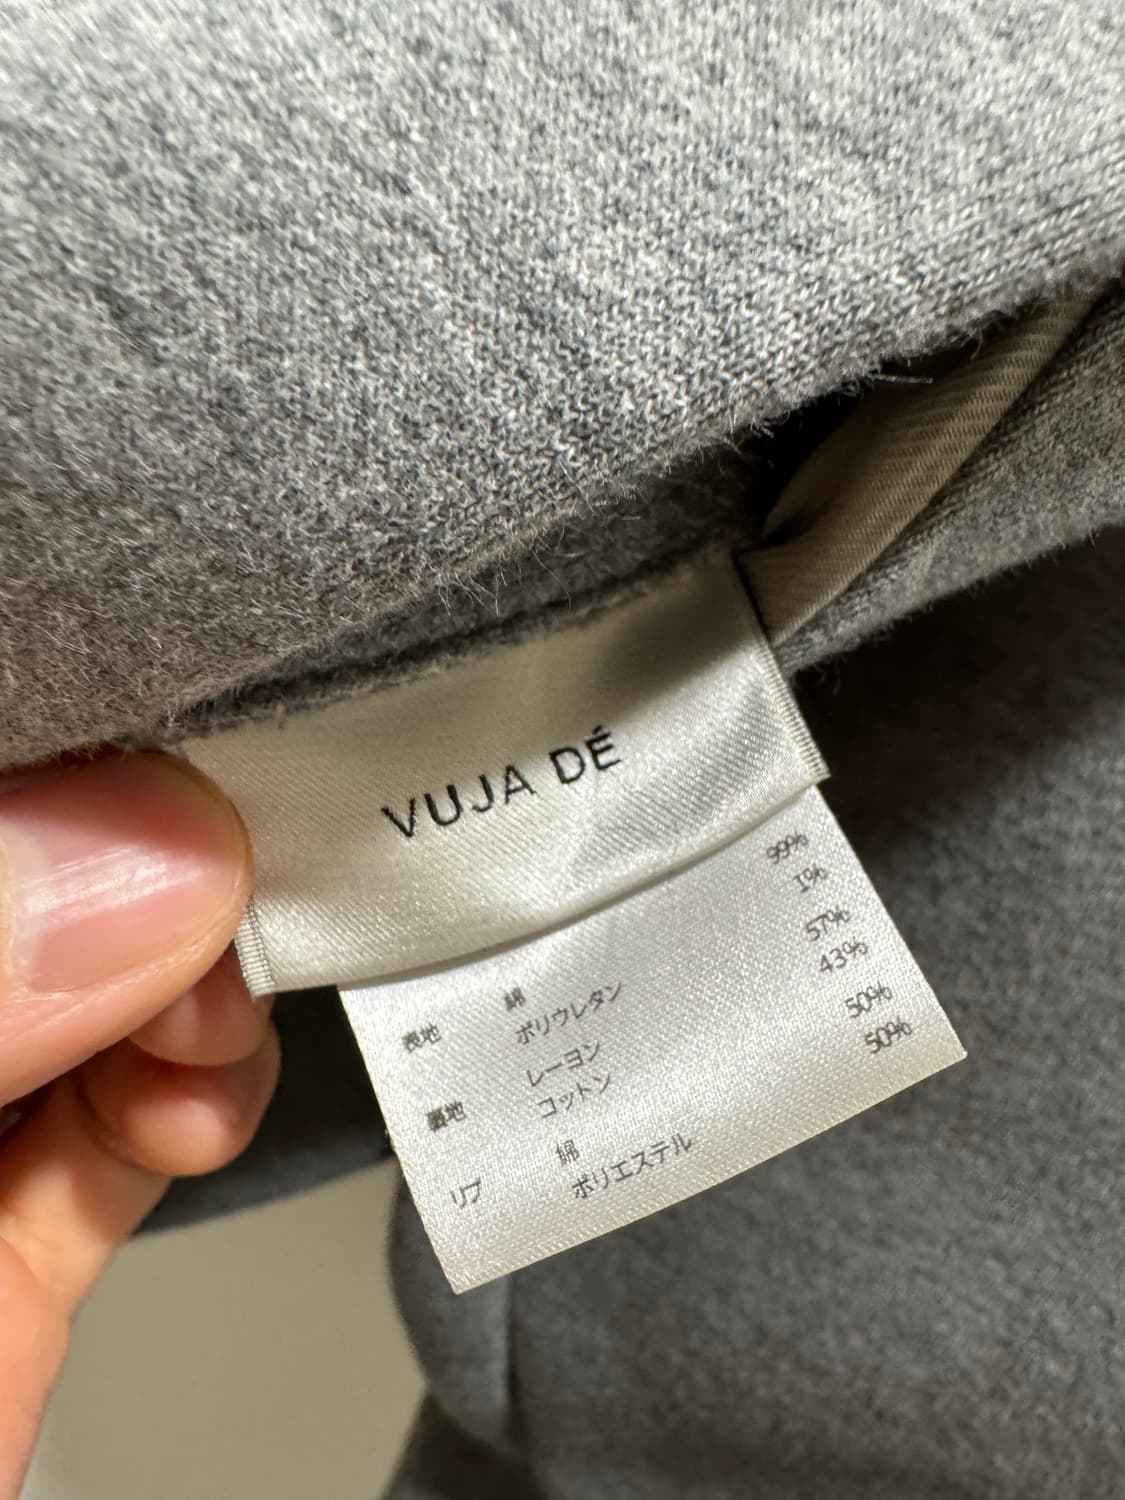 VUJA DÉ
表地 綿 99%
ポリウレタン 1%
レーヨン 57%
裏地 コットン 43%
綿 50%
リブ ポリエステル 50%